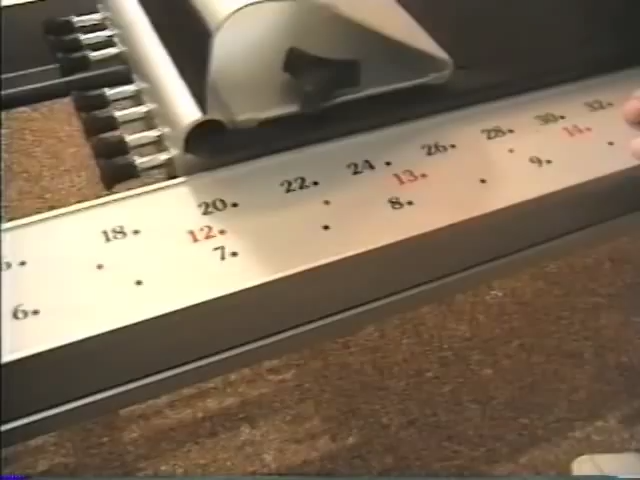 18. 20. 22. 24 . 26. 28. 30. 32.
12. 13. 14.
6. 7. 8. 9.